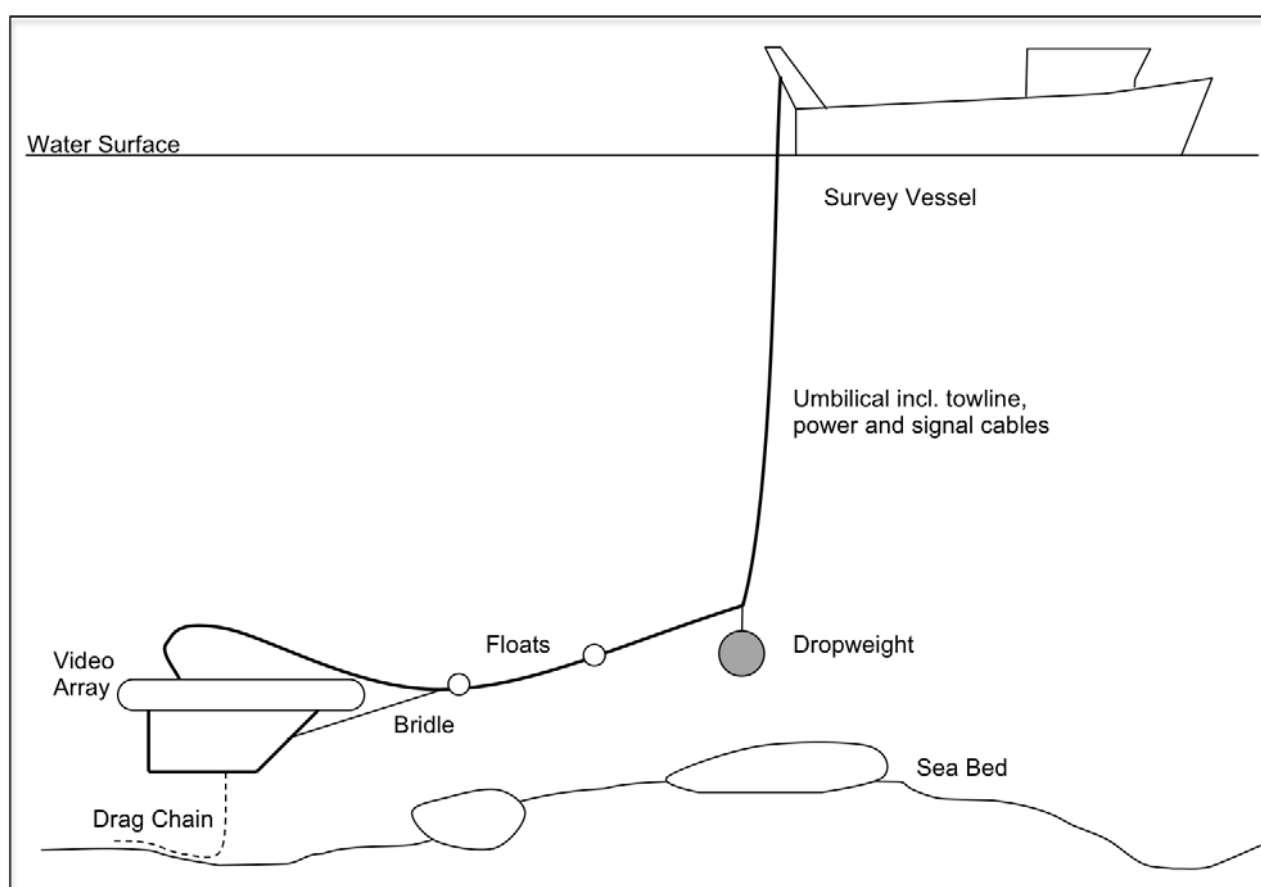 Water Surface
Survey Vessel
Umbilical incl. towline,
power and signal cables
Floats
Dropweight
Video
Array
Bridle
Sea Bed
Drag Chain